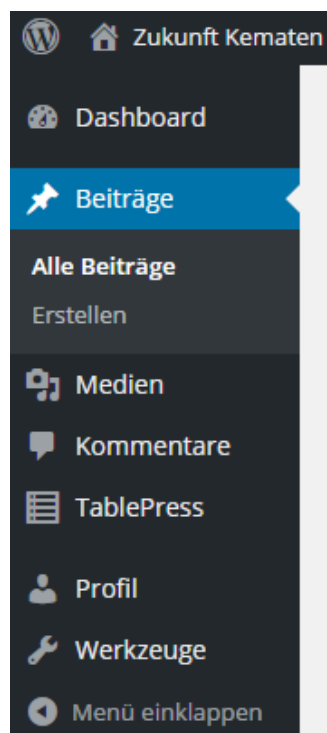 Zukunft Kematen
Dashboard
Beiträge
Alle Beiträge
Erstellen
Medien
Kommentare
TablePress
Profil
Werkzeuge
Menü einklappen